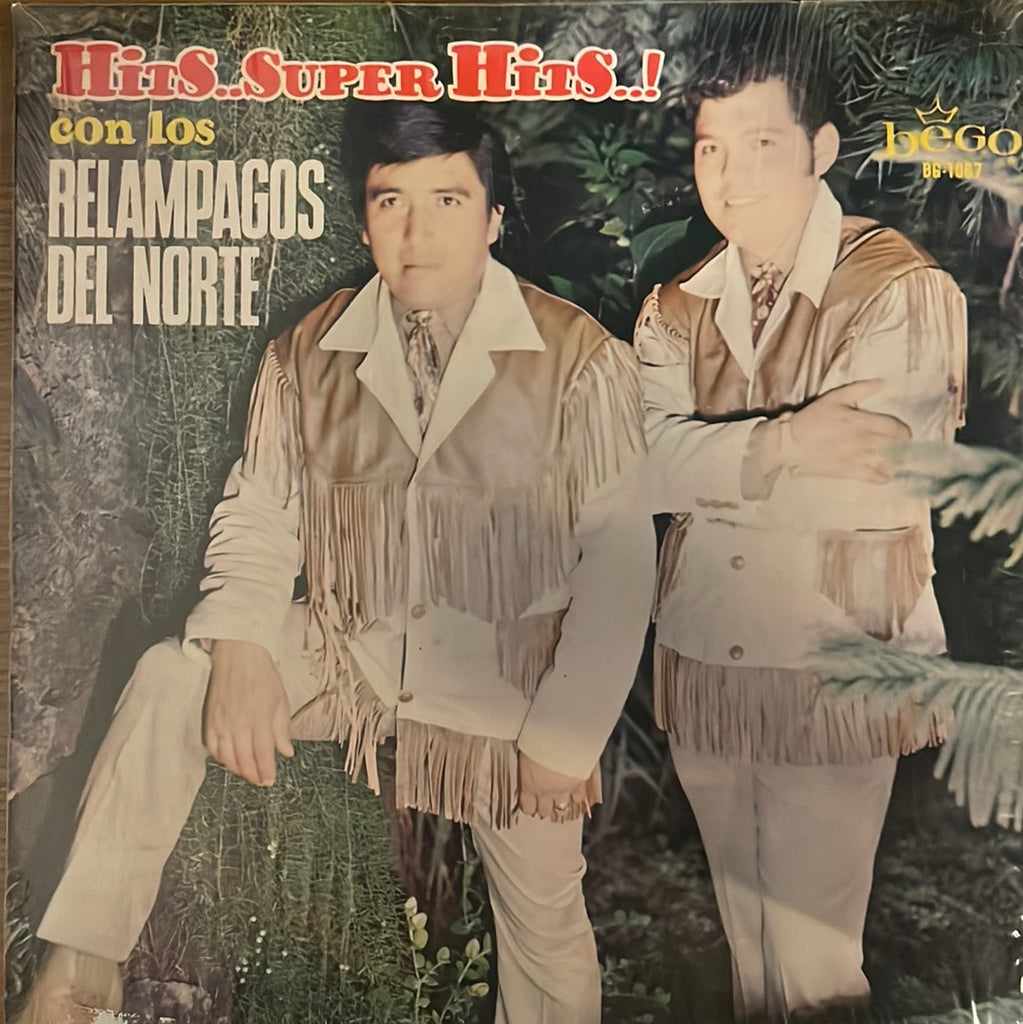 HiTS..SUPER HiTS..!
con los
RELAMPAGOS
DEL NORTE
bEGO
BG-1087